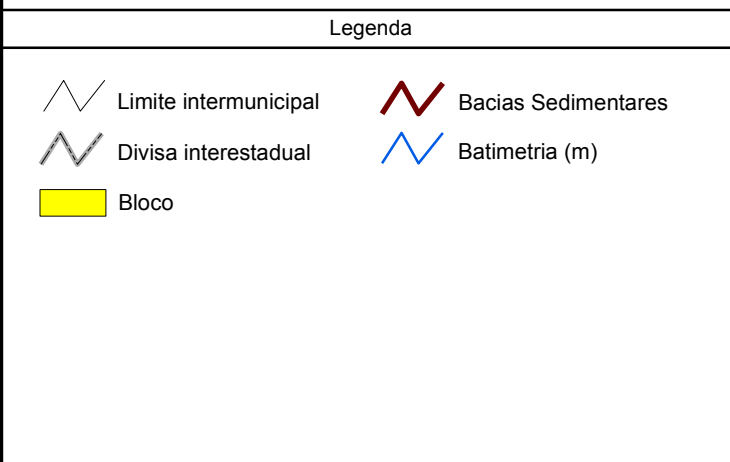 Legenda
Limite intermunicipal
Bacias Sedimentares
Divisa interestadual
Batimetria (m)
Bloco